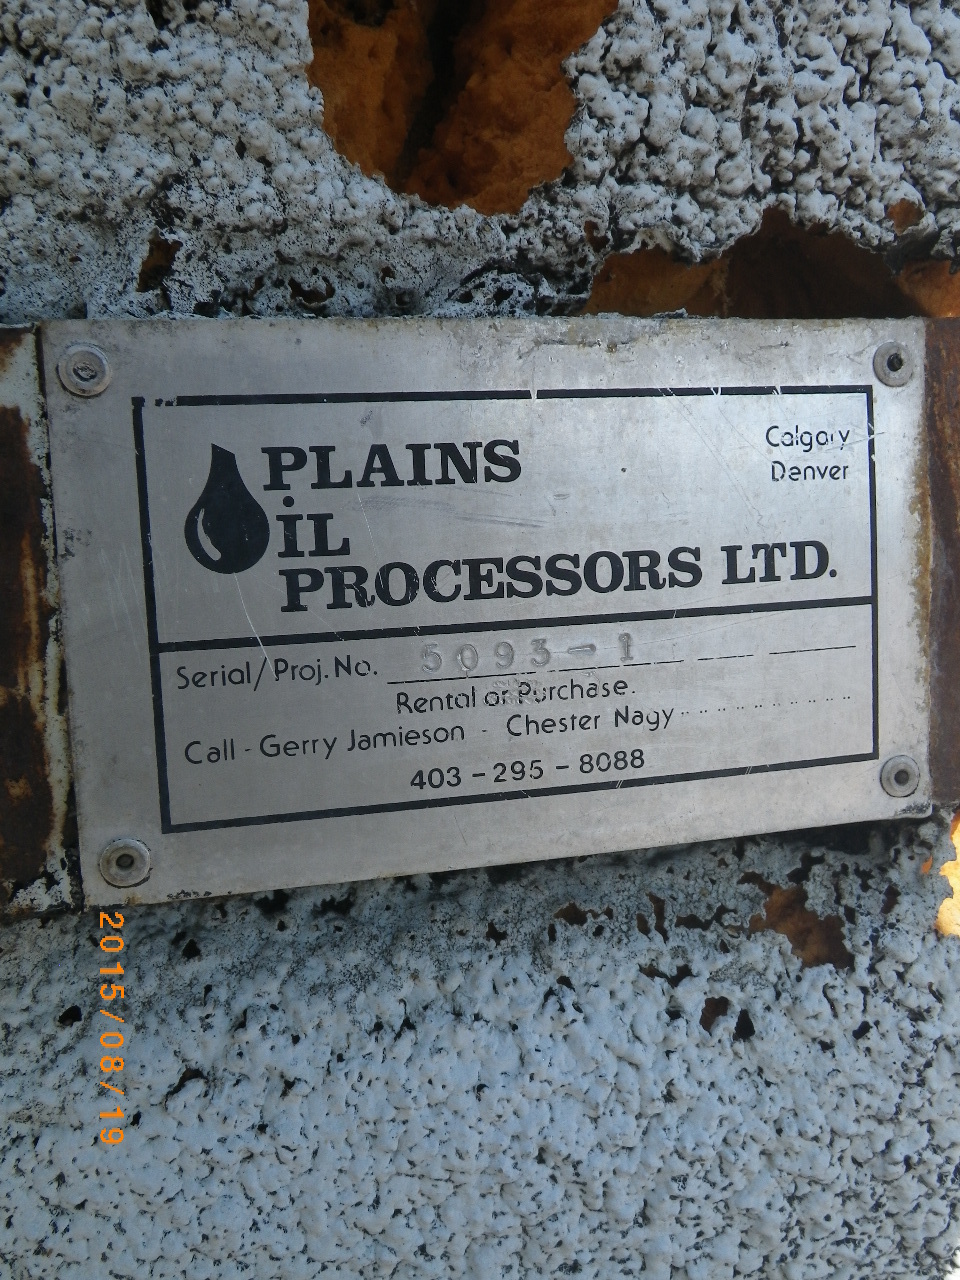 PLAINS
OIL
PROCESSORS LTD.
Calgary
Denver
Serial/Proj. No. 5093-1
Rental or Purchase.
Call - Gerry Jamieson - Chester Nagy
403-295-8088
2015/08/19